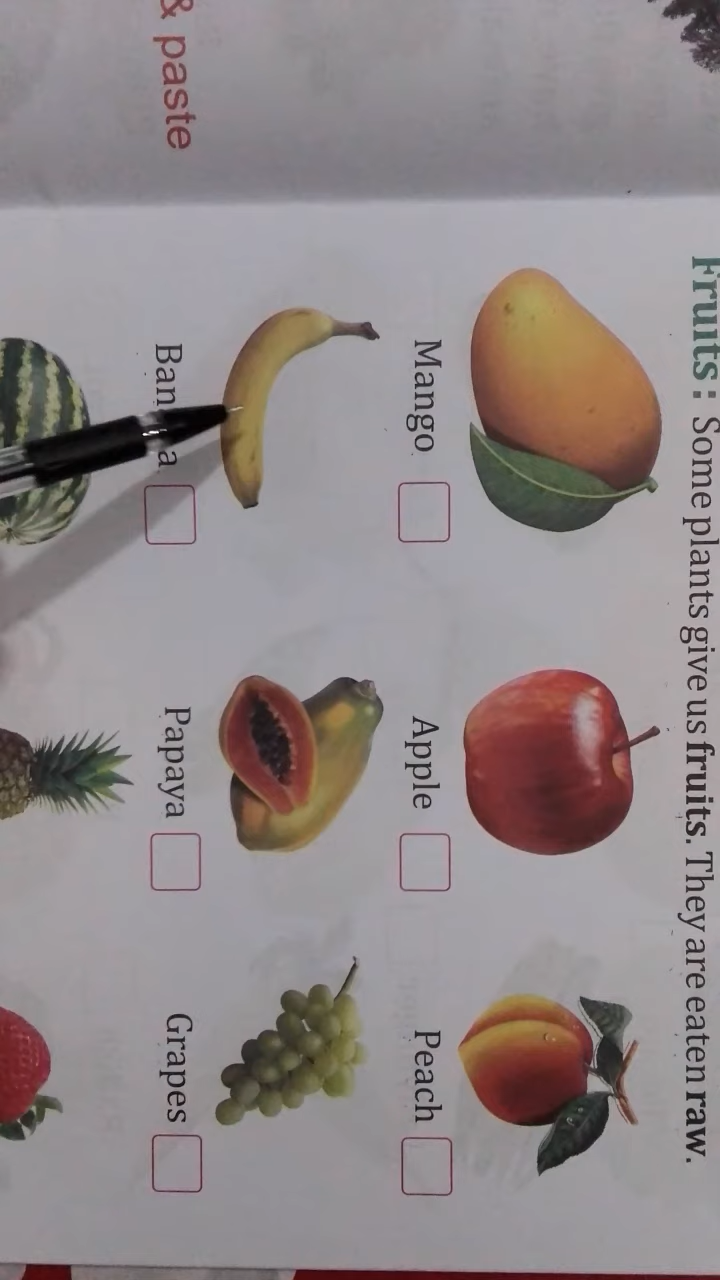 & paste
Fruits : Some plants give us fruits. They are eaten raw.
Mango Apple Peach
Papaya Grapes